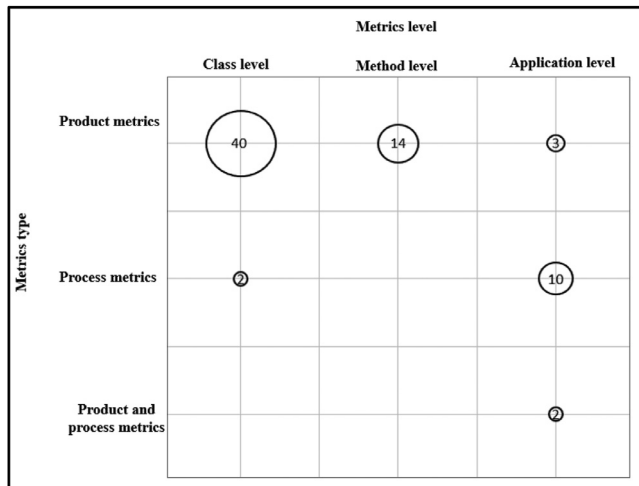 Metrics level
Class level
Method level
Application level
Product metrics
40
14
3
Metrics type
Process metrics
2
10
Product and
process metrics
2